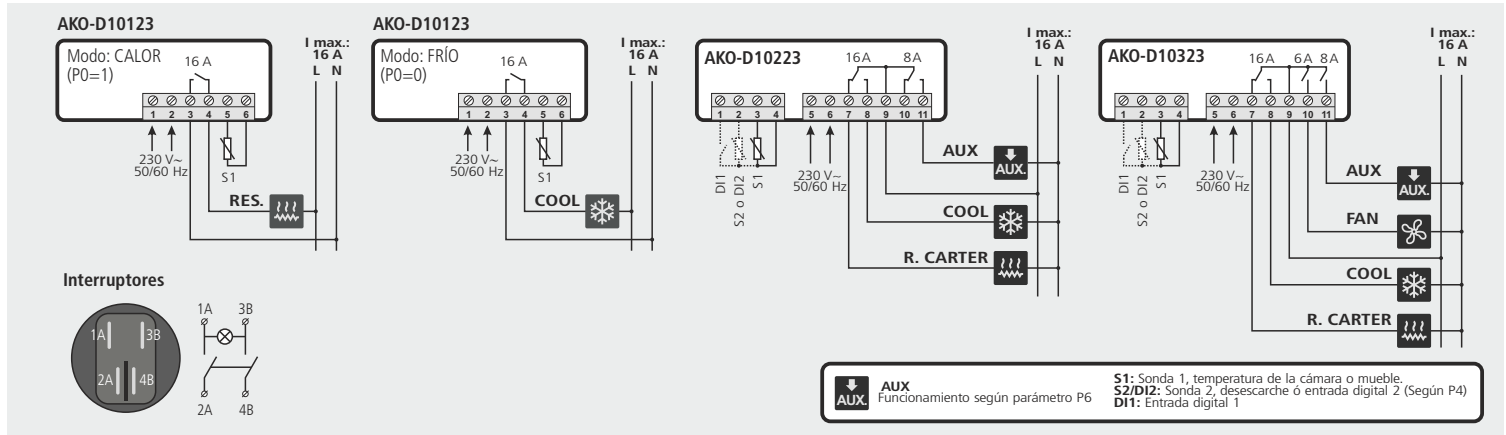 AKO-D10123
Modo: CALOR
(P0=1)
16 A
1 2 3 4 5 6
230 V~
50/60 Hz
S1
RES.
I max.:
16 A
L N
AKO-D10123
Modo: FRÍO
(P0=0)
16 A
1 2 3 4 5 6
230 V~
50/60 Hz
S1
COOL
I max.:
16 A
L N
AKO-D10223
16A 8A
1 2 3 4 5 6 7 8 9 10 11
DI1
S2 o DI2
S1
230 V~
50/60 Hz
AUX
AUX.
COOL
R. CARTER
I max.:
16 A
L N
AKO-D10323
16A 6A 8A
1 2 3 4 5 6 7 8 9 10 11
DI1
S2 o DI2
S1
230 V~
50/60 Hz
AUX
AUX.
FAN
COOL
R. CARTER
I max.:
16 A
L N
Interruptores
1A 3B
2A 4B
1A 3B
2A 4B
AUX.
AUX
Funcionamiento según parámetro P6
S1: Sonda 1, temperatura de la cámara o mueble.
S2/DI2: Sonda 2, desescarche ó entrada digital 2 (Según P4)
DI1: Entrada digital 1